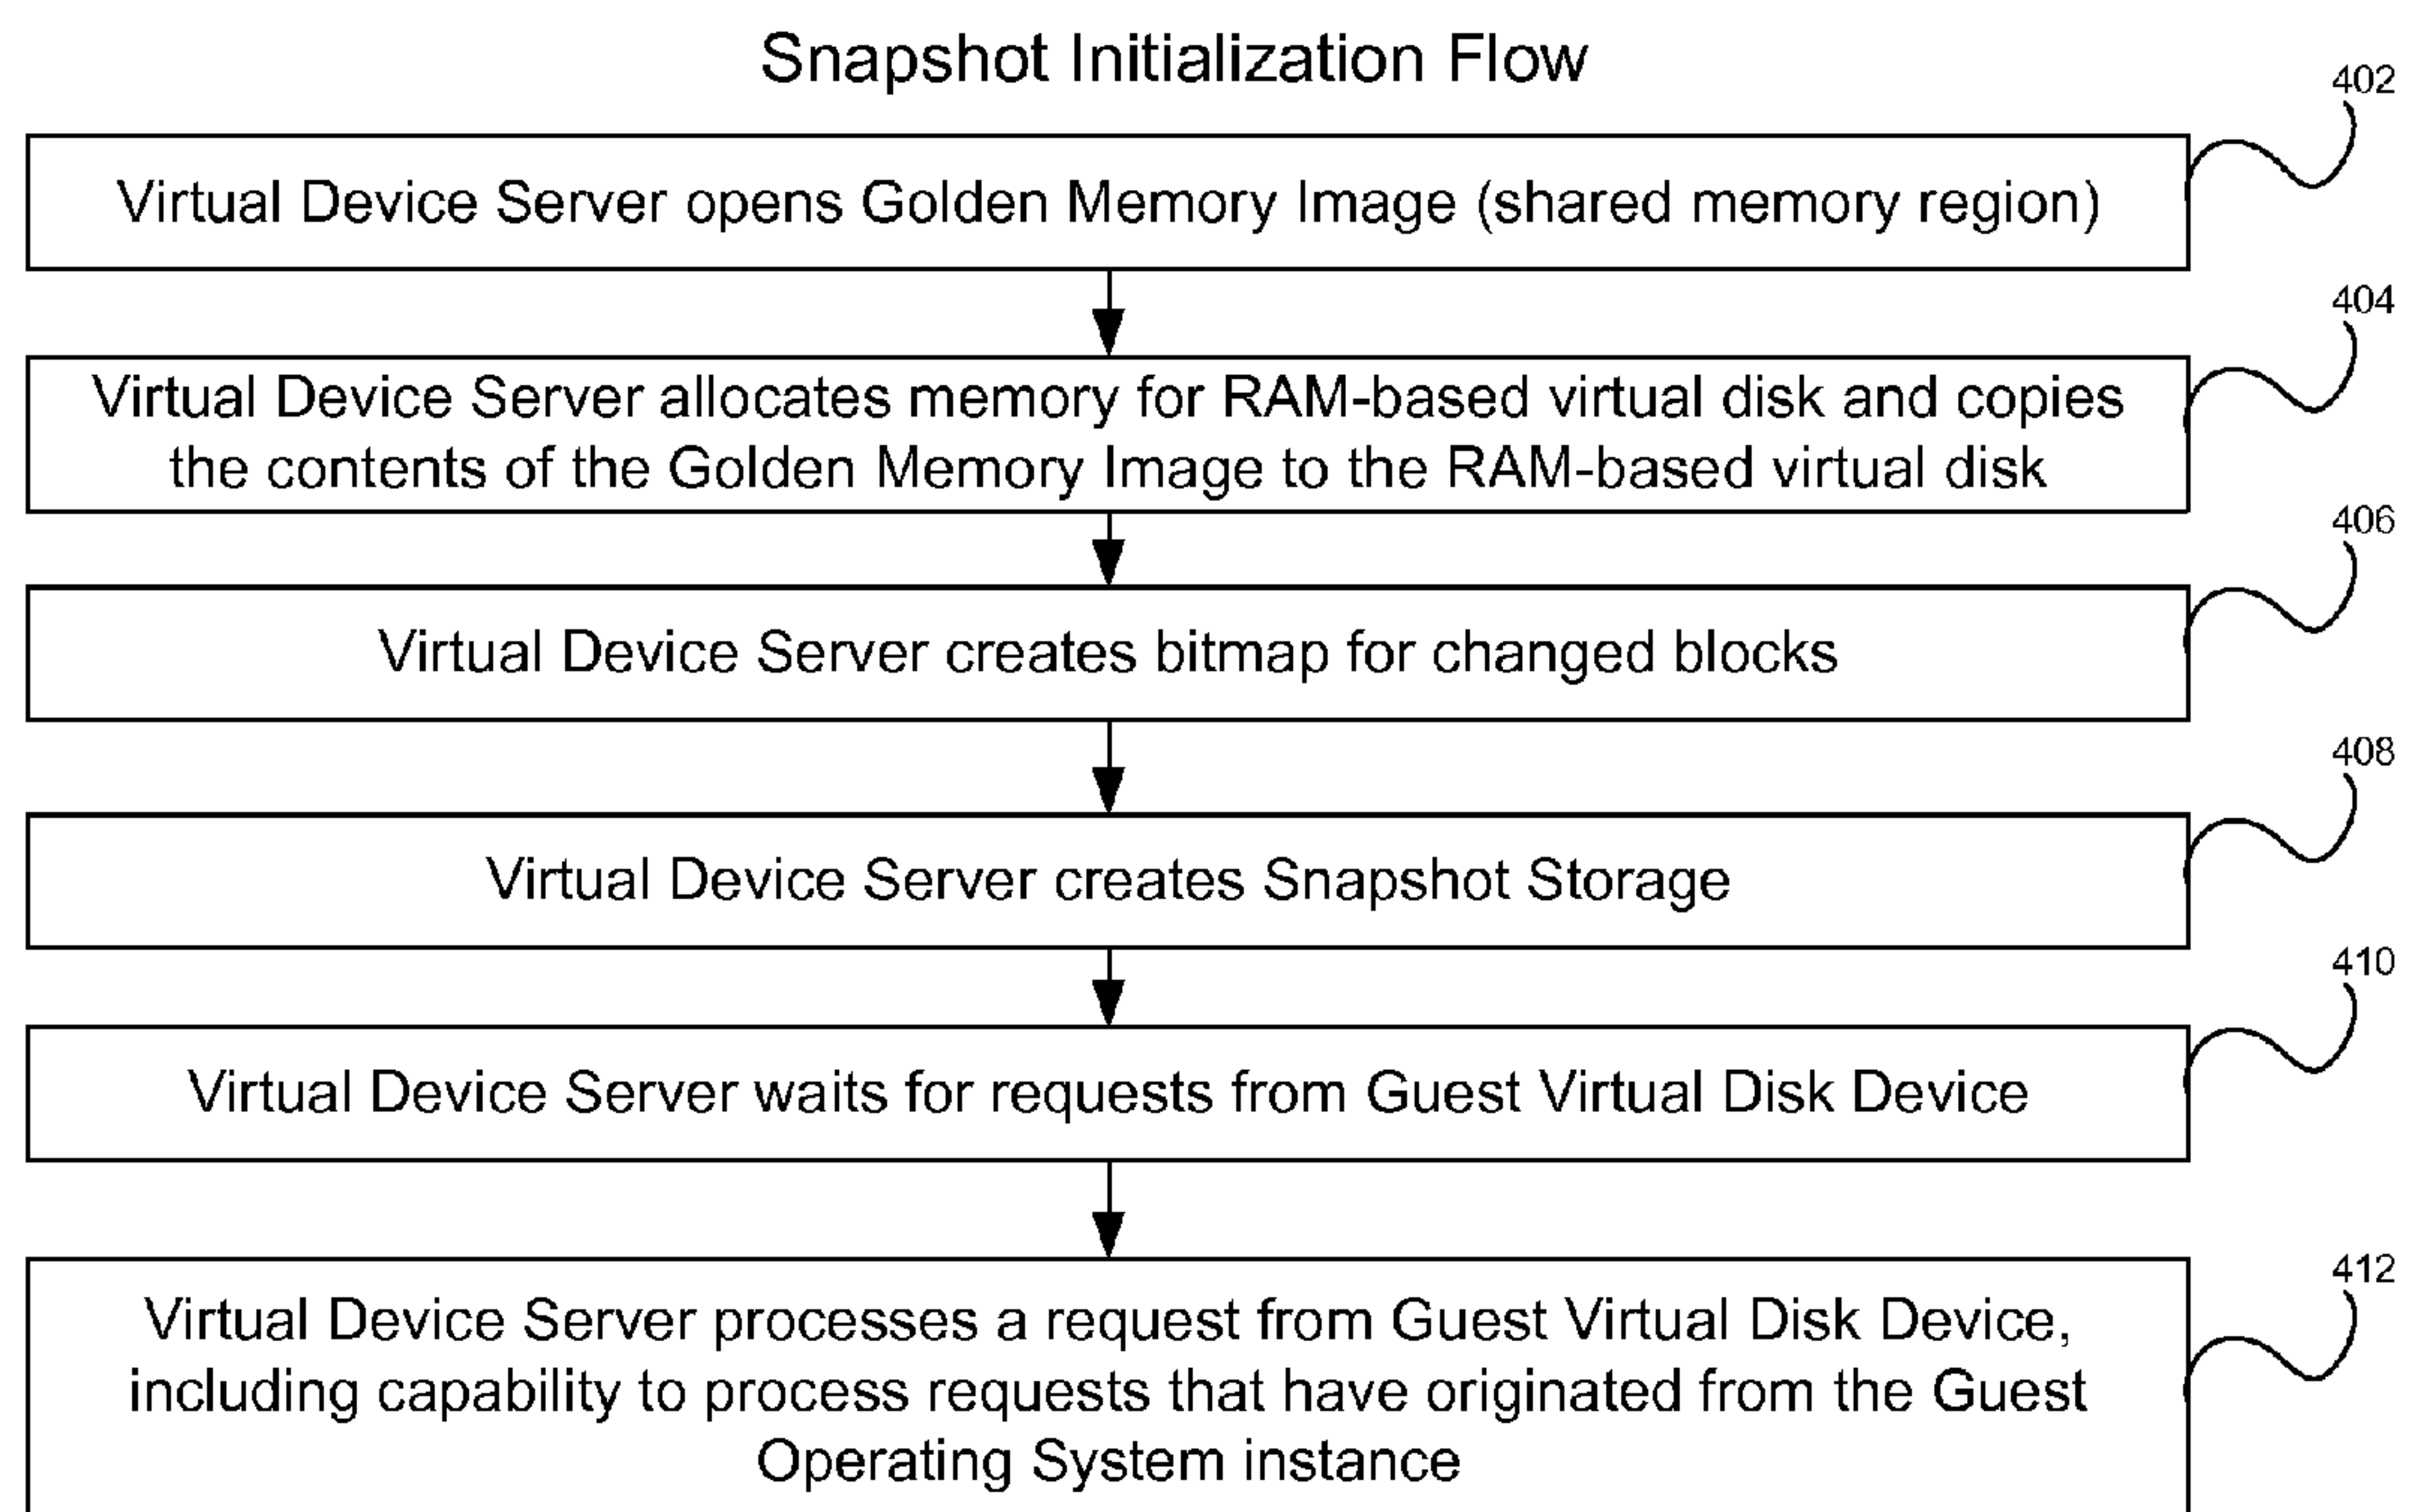 Snapshot Initialization Flow
402
Virtual Device Server opens Golden Memory Image (shared memory region)
404
Virtual Device Server allocates memory for RAM-based virtual disk and copies
the contents of the Golden Memory Image to the RAM-based virtual disk
406
Virtual Device Server creates bitmap for changed blocks
408
Virtual Device Server creates Snapshot Storage
410
Virtual Device Server waits for requests from Guest Virtual Disk Device
412
Virtual Device Server processes a request from Guest Virtual Disk Device,
including capability to process requests that have originated from the Guest
Operating System instance